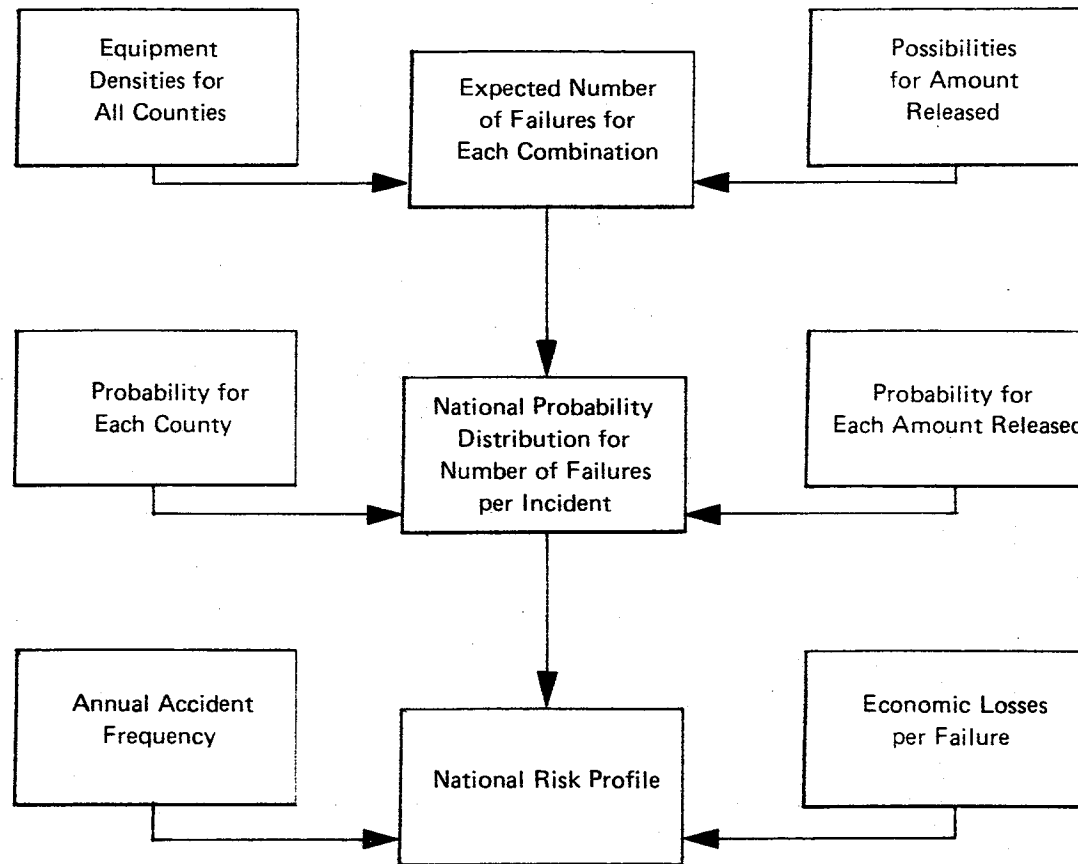 Equipment
Densities for
All Counties
Expected Number
of Failures for
Each Combination
Possibilities
for Amount
Released
Probability for
Each County
National Probability
Distribution for
Number of Failures
per Incident
Probability for
Each Amount Released
Annual Accident
Frequency
National Risk Profile
Economic Losses
per Failure